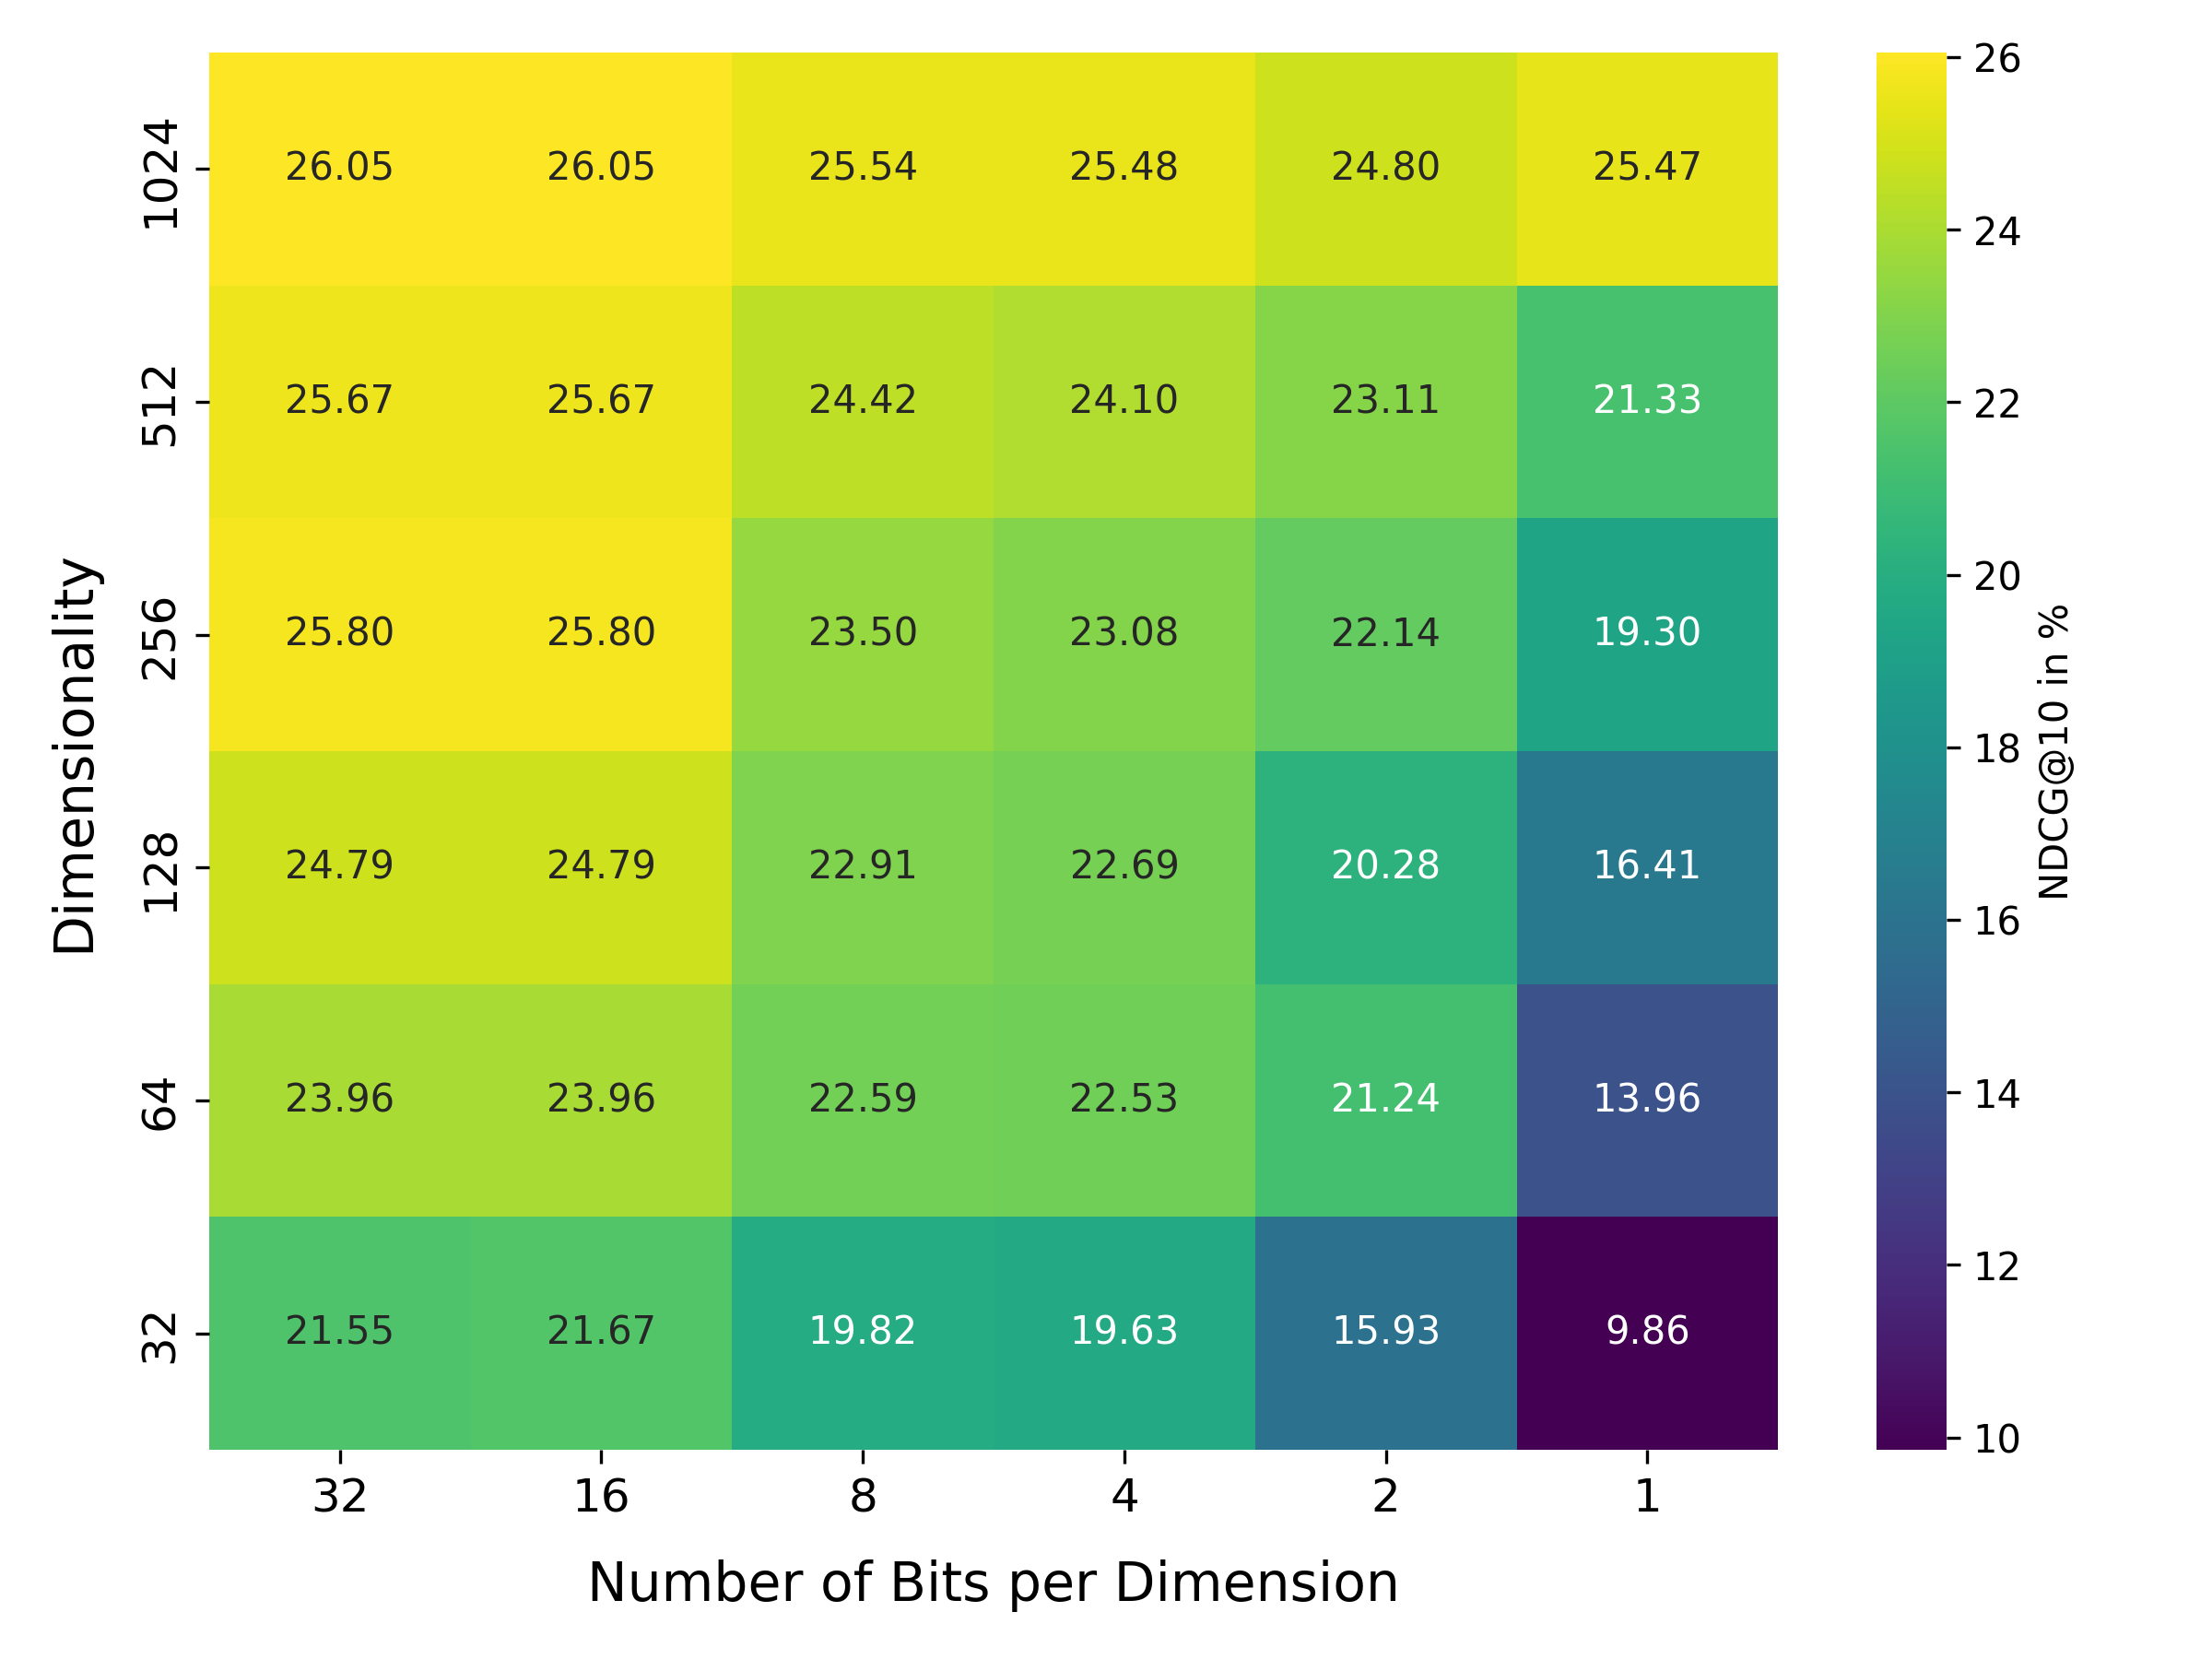 1024 26.05 26.05 25.54 25.48 24.80 25.47
512 25.67 25.67 24.42 24.10 23.11 21.33
256 25.80 25.80 23.50 23.08 22.14 19.30
128 24.79 24.79 22.91 22.69 20.28 16.41
64 23.96 23.96 22.59 22.53 21.24 13.96
32 21.55 21.67 19.82 19.63 15.93 9.86
32 16 8 4 2 1
Number of Bits per Dimension
Dimensionality
26
24
22
20
18
16
14
12
10
NDCG@10 in %